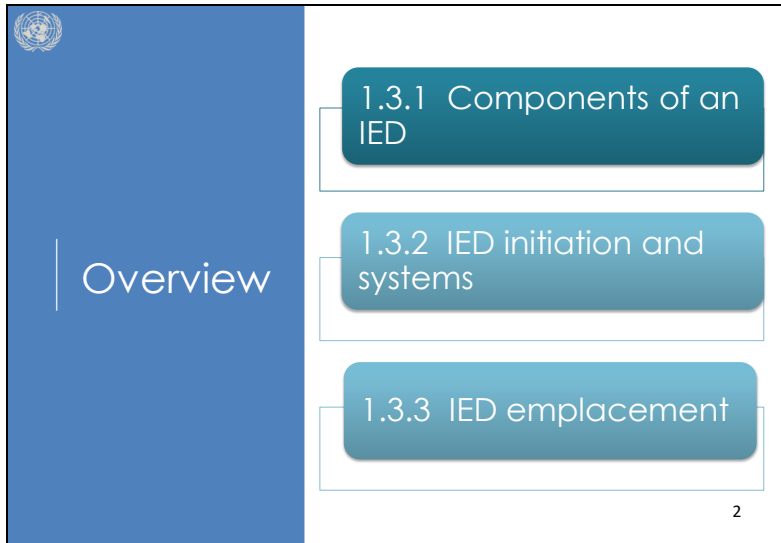 Overview
1.3.1 Components of an
IED
1.3.2 IED initiation and
systems
1.3.3 IED emplacement
2